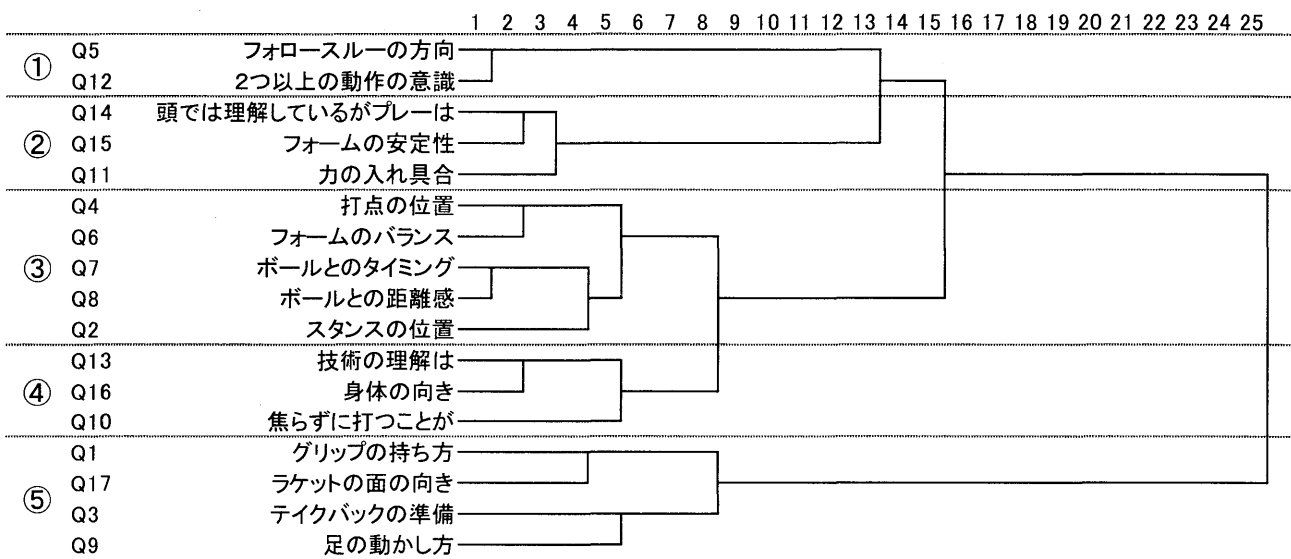 1 2 3 4 5 6 7 8 9 10 11 12 13 14 15 16 17 18 19 20 21 22 23 24 25
① Q5 フォロースルーの方向
Q12 2つ以上の動作の意識
② Q14 頭では理解しているがプレーは
Q15 フォームの安定性
Q11 力の入れ具合
③ Q4 打点の位置
Q6 フォームのバランス
Q7 ボールとのタイミング
Q8 ボールとの距離感
Q2 スタンスの位置
④ Q13 技術の理解は
Q16 身体の向き
Q10 焦らずに打つことが
⑤ Q1 グリップの持ち方
Q17 ラケットの面の向き
Q3 テイクバックの準備
Q9 足の動かし方